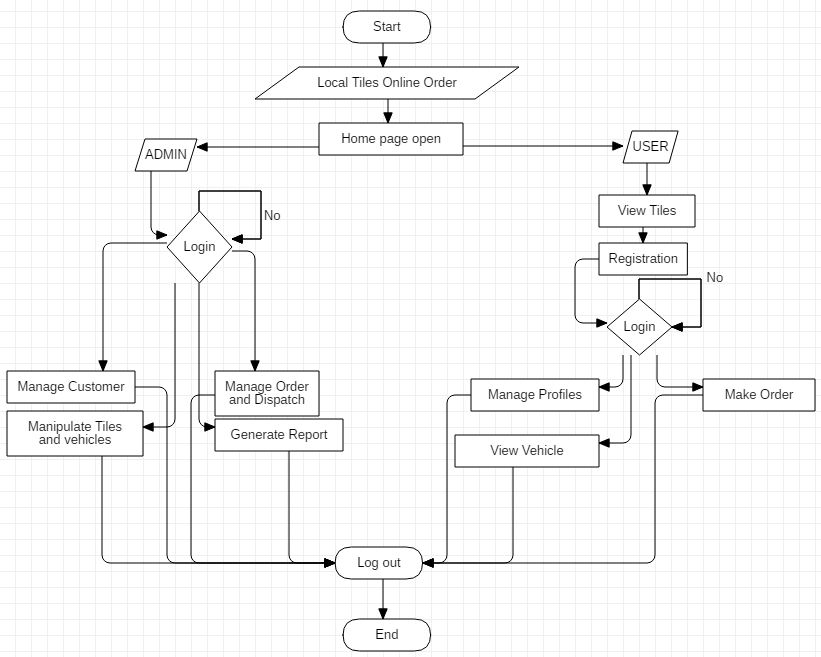 Start
Local Tiles Online Order
Home page open
ADMIN
USER
View Tiles
No
Login
Registration
No
Login
Manage Customer
Manage Order
and Dispatch
Manage Profiles
Make Order
Manipulate Tiles
and vehicles
Generate Report
View Vehicle
Log out
End